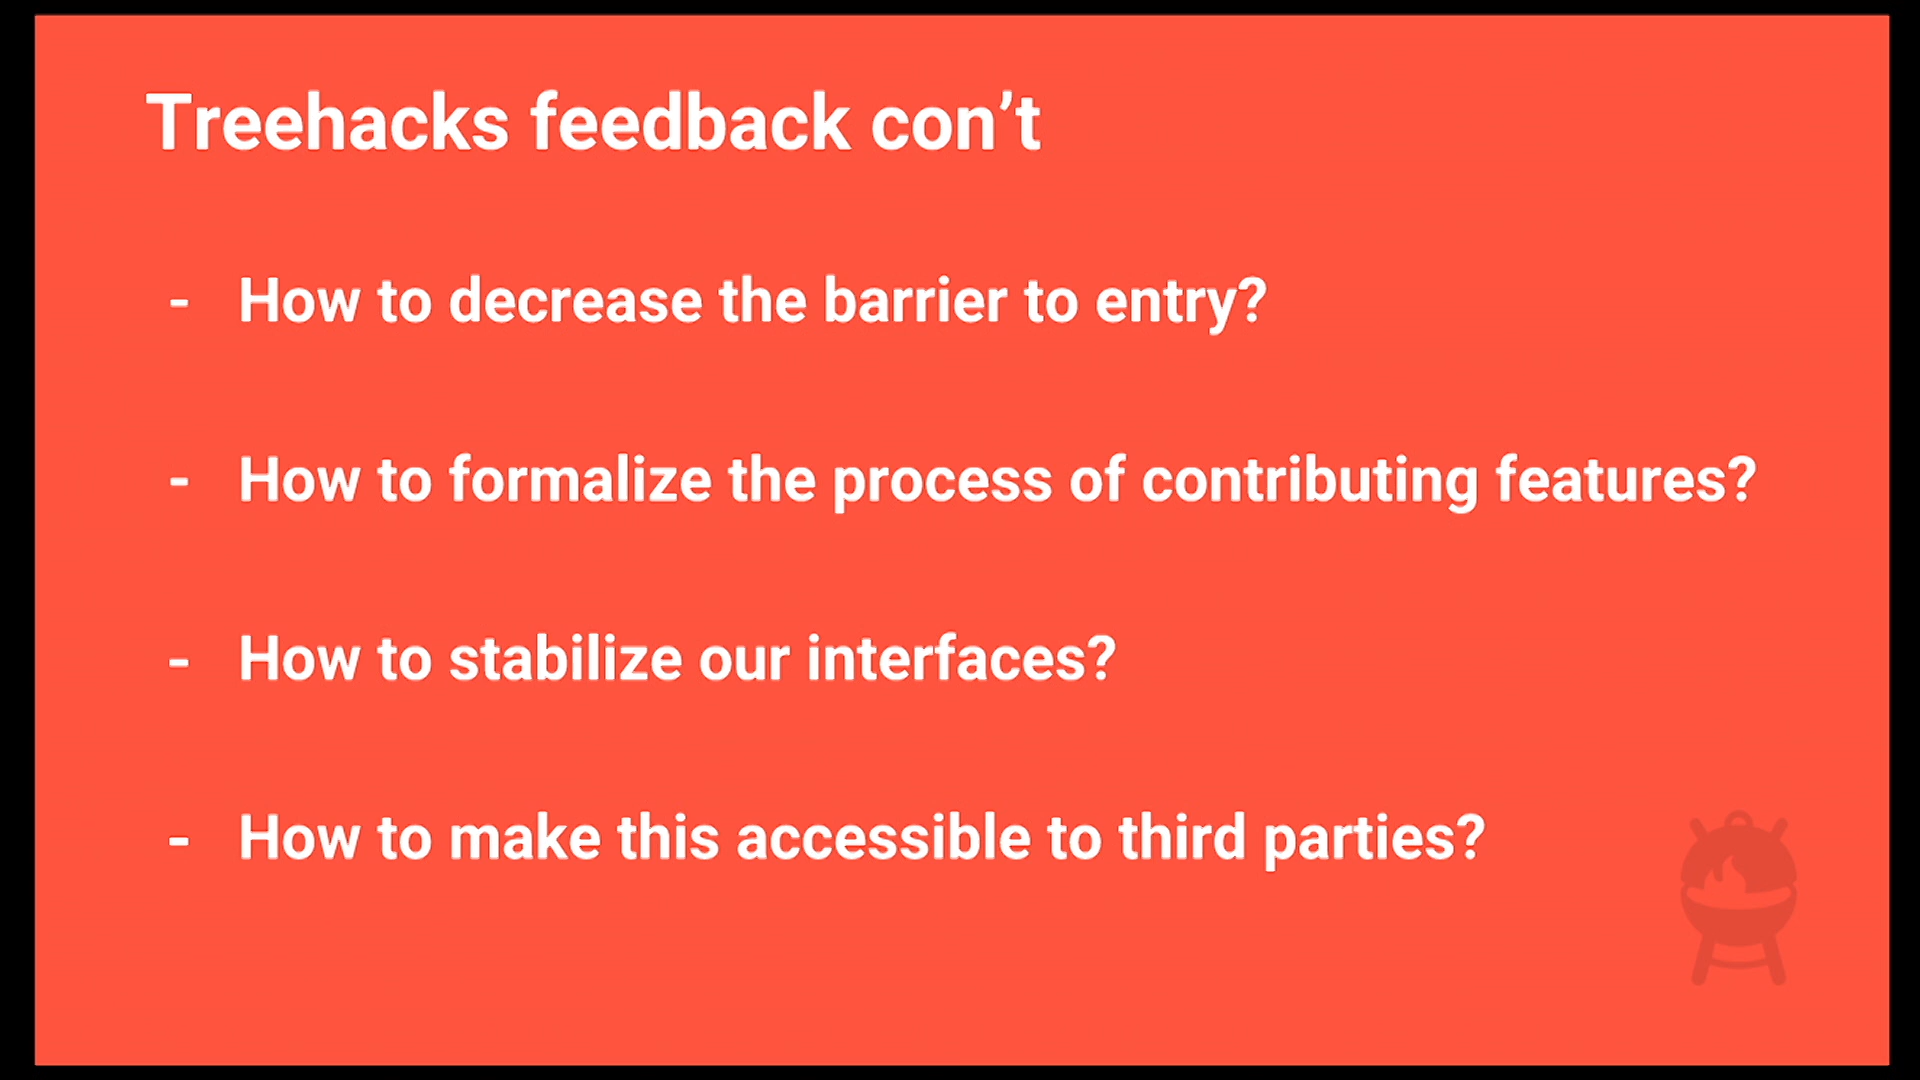 Treehacks feedback con’t
- How to decrease the barrier to entry?
- How to formalize the process of contributing features?
- How to stabilize our interfaces?
- How to make this accessible to third parties?